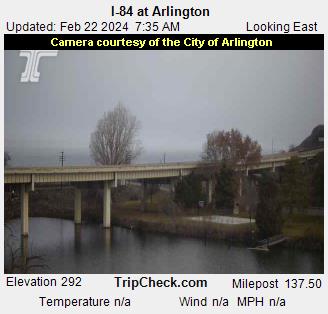 I-84 at Arlington
Updated: Feb 22 2024 7:35 AM Looking East
Camera courtesy of the City of Arlington
Elevation 292 TripCheck.com Milepost 137.50
Temperature n/a Wind n/a MPH n/a